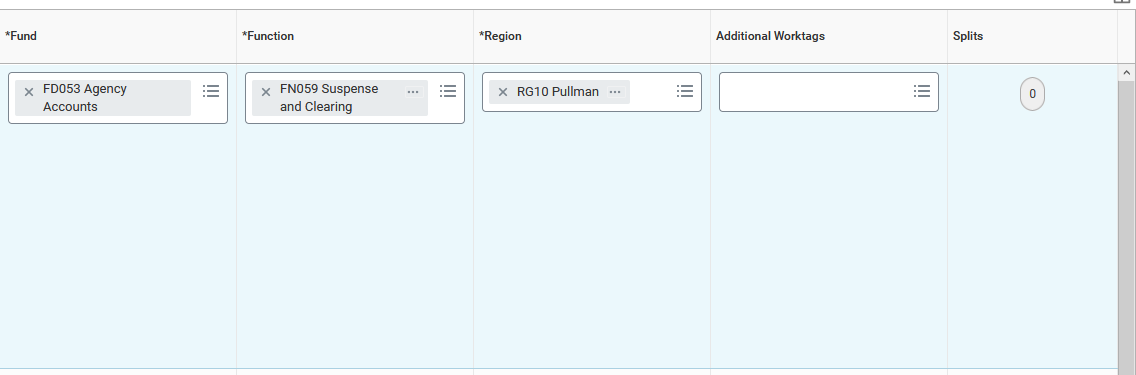 *Fund *Function *Region Additional Worktags Splits
× FD053 Agency Accounts
× FN059 Suspense and Clearing ...
× RG10 Pullman ...
0